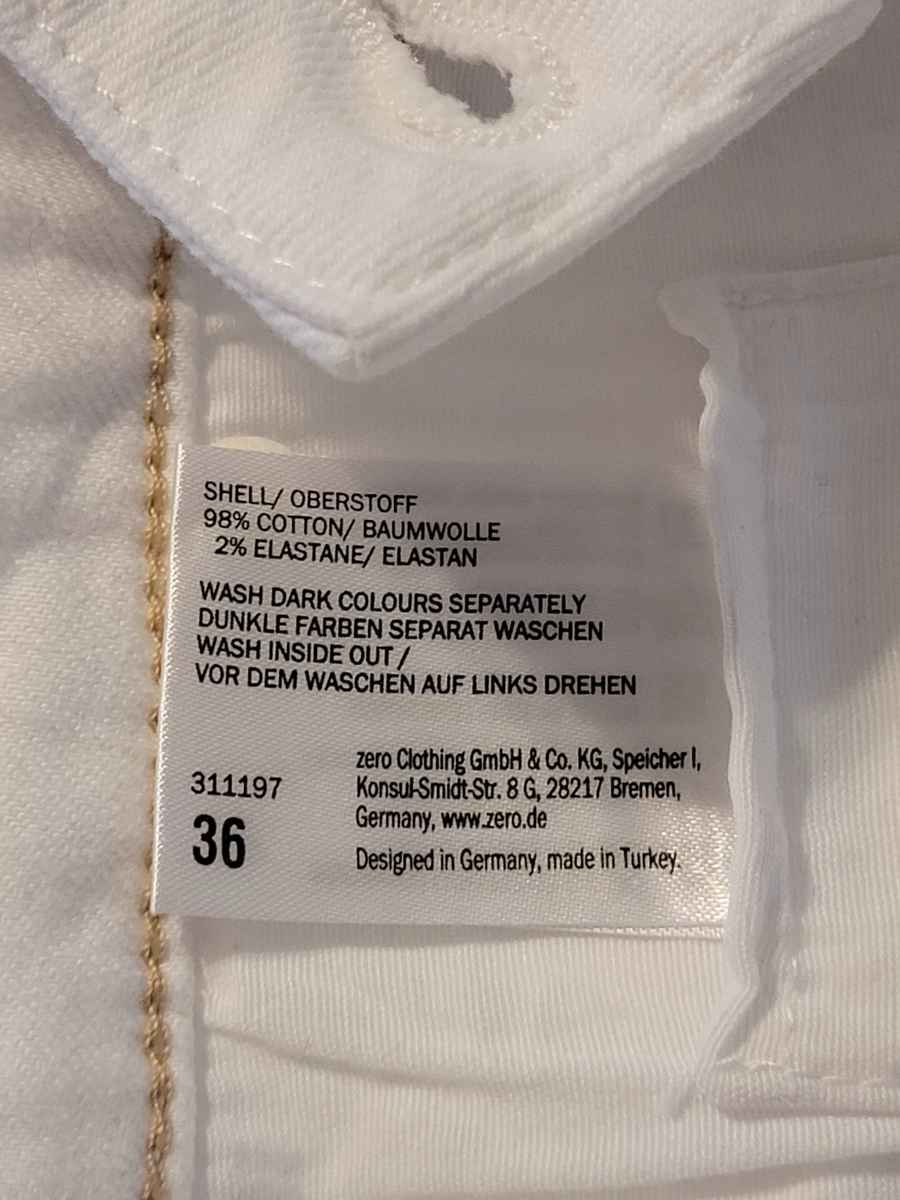 SHELL/ OBERSTOFF
98% COTTON/ BAUMWOLLE
2% ELASTANE/ ELASTAN
WASH DARK COLOURS SEPARATELY
DUNKLE FARBEN SEPARAT WASCHEN
WASH INSIDE OUT /
VOR DEM WASCHEN AUF LINKS DREHEN
311197
36
zero Clothing GmbH & Co. KG, Speicher I,
Konsul-Smidt-Str. 8 G, 28217 Bremen,
Germany, www.zero.de
Designed in Germany, made in Turkey.